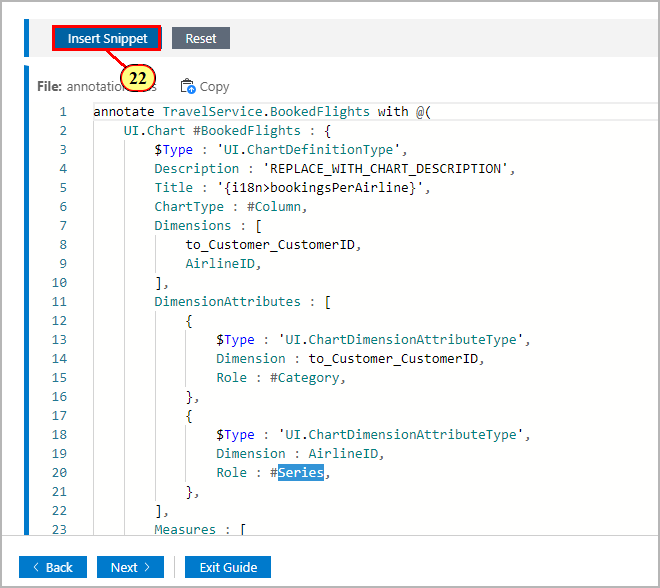 Insert Snippet Reset
22
File: annotation s Copy
1 annotate TravelService.BookedFlights with @(
2 UI.Chart #BookedFlights : {
3 $Type : 'UI.ChartDefinitionType',
4 Description : 'REPLACE_WITH_CHART_DESCRIPTION',
5 Title : '{i18n>bookingsPerAirline}',
6 ChartType : #Column,
7 Dimensions : [
8 to_Customer_CustomerID,
9 AirlineID,
10 ],
11 DimensionAttributes : [
12 {
13 $Type : 'UI.ChartDimensionAttributeType',
14 Dimension : to_Customer_CustomerID,
15 Role : #Category,
16 },
17 {
18 $Type : 'UI.ChartDimensionAttributeType',
19 Dimension : AirlineID,
20 Role : #Series,
21 },
22 ],
23 Measures : [
Back Next Exit Guide